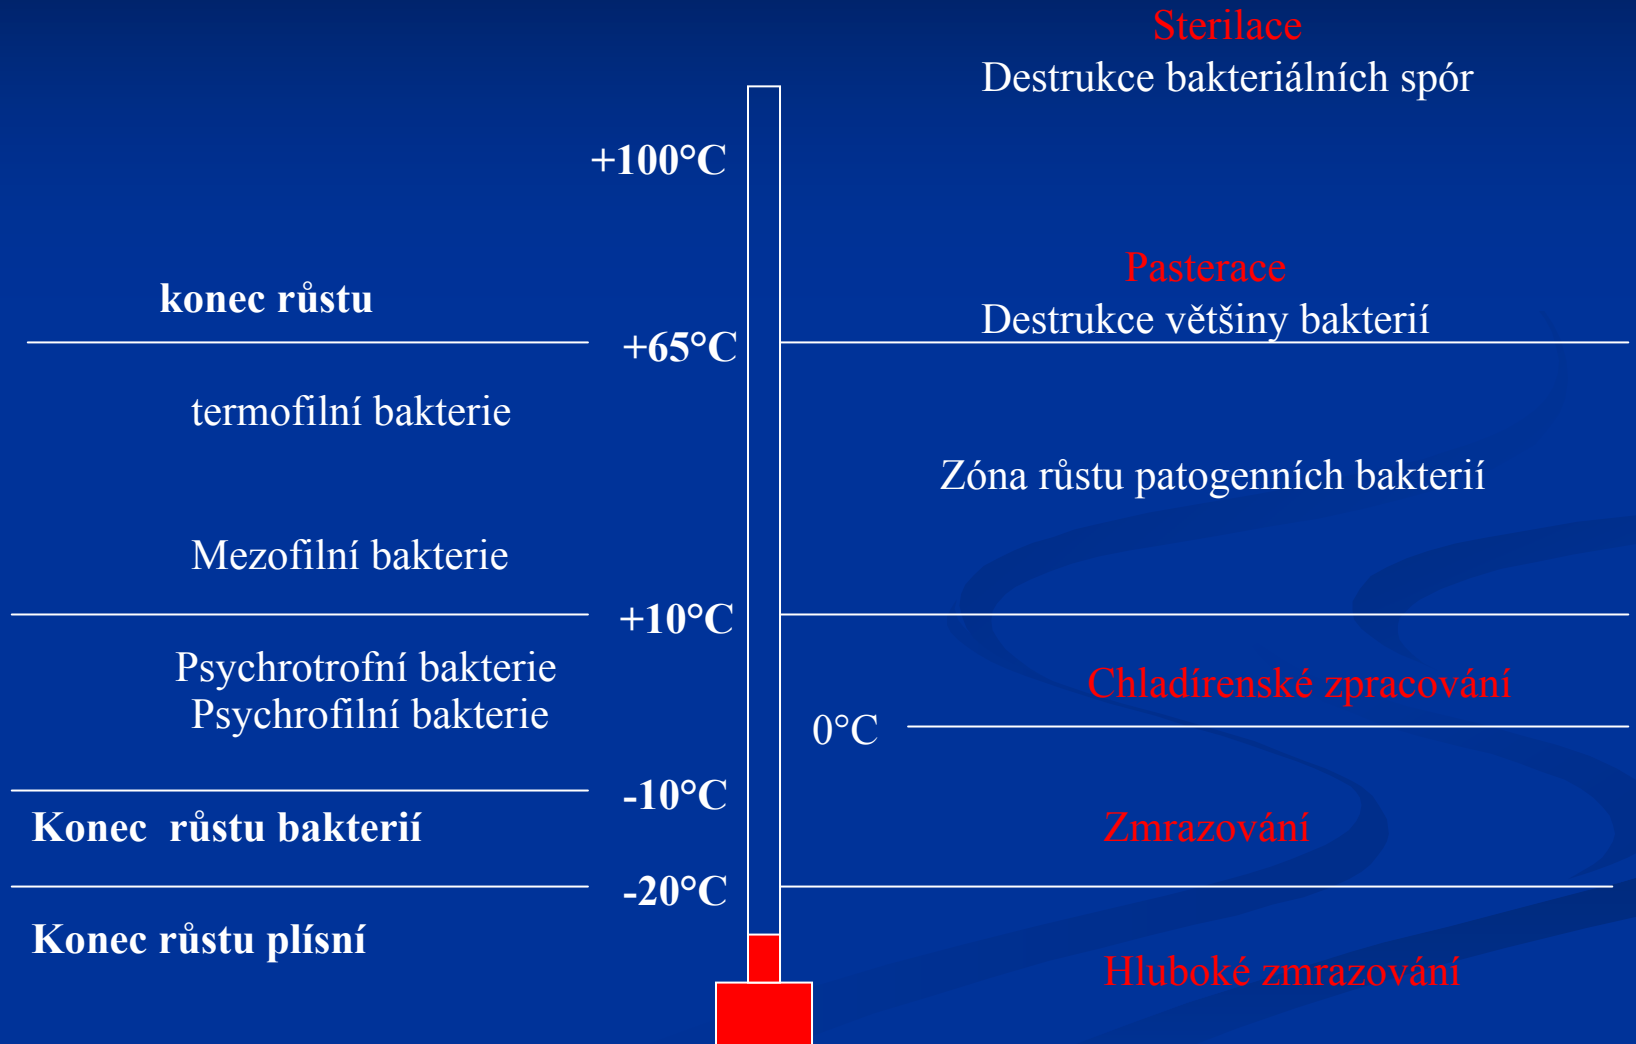 Sterilace
Destrukce bakteriálních spór
+100°C
Pasterace
konec růstu
Destrukce většiny bakterií
+65°C
termofilní bakterie
Zóna růstu patogenních bakterií
Mezofilní bakterie
+10°C
Psychrotrofní bakterie
Chladírenské zpracování
Psychrofilní bakterie
0°C
-10°C
Konec růstu bakterií
Zmrazování
-20°C
Konec růstu plísní
Hluboké zmrazování